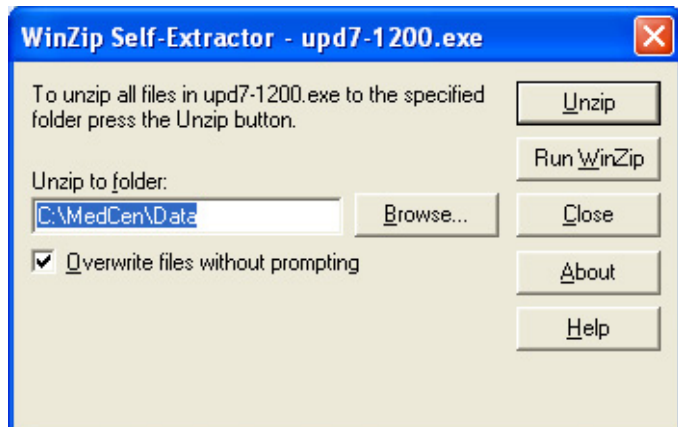 WinZip Self-Extractor - upd7-1200.exe
To unzip all files in upd7-1200.exe to the specified
folder press the Unzip button.
Unzip to folder:
C:\MedCen\Data
Browse...
Overwrite files without prompting
Unzip
Run WinZip
Close
About
Help